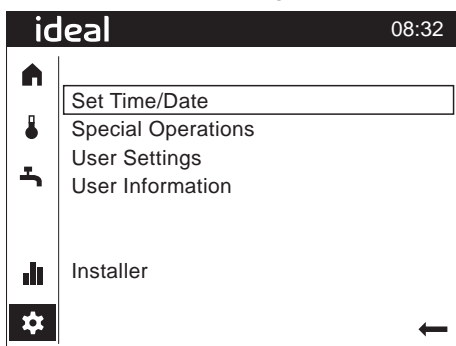 ideal 08:32
Set Time/Date
Special Operations
User Settings
User Information
Installer